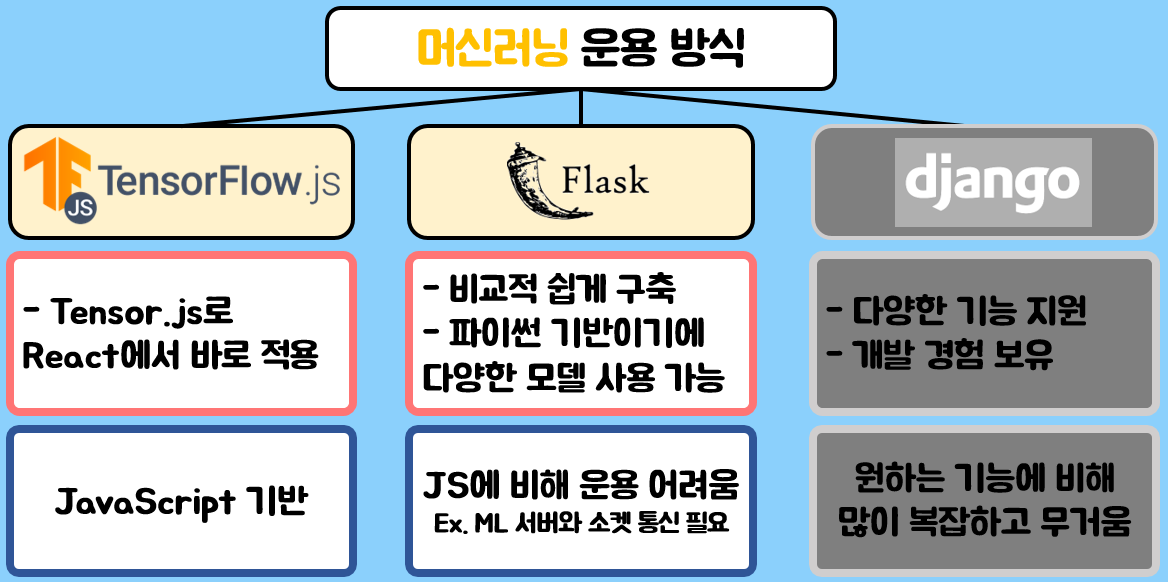 머신러닝 운용 방식
TensorFlow.js
JS
Flask
django
- Tensor.js로
React에서 바로 적용
- 비교적 쉽게 구축
- 파이썬 기반이기에
다양한 모델 사용 가능
- 다양한 기능 지원
- 개발 경험 보유
JavaScript 기반
JS에 비해 운용 어려움
Ex. ML 서버와 소켓 통신 필요
원하는 기능에 비해
많이 복잡하고 무거움